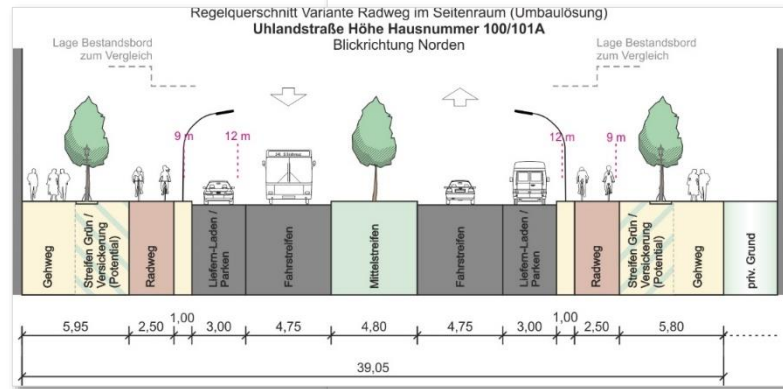 Regelquerschnitt Variante Radweg im Seitenraum (Umbaulösung)
Uhlandstraße Höhe Hausnummer 100/101A
Blickrichtung Norden
Lage Bestandsbord
zum Vergleich
Lage Bestandsbord
zum Vergleich
9 m
12 m
12 m
9 m
Gehweg
Streifen Grün /
Versickerung
(Potential)
Radweg
Liefern-Laden /
Parken
Fahrstreifen
Mittelstreifen
Fahrstreifen
Liefern-Laden /
Parken
Radweg
Streifen Grün /
Versickerung
(Potential)
Gehweg
priv. Grund
5,95
2,50
1,00
3,00
4,75
4,80
4,75
3,00
1,00
2,50
5,80
39,05